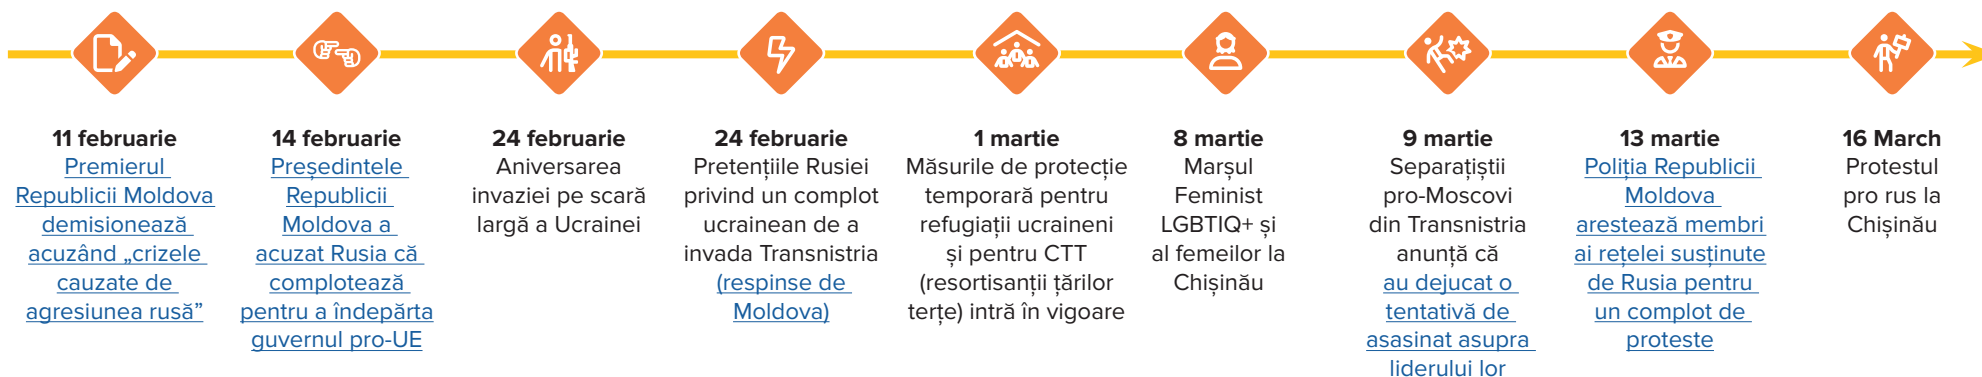 11 februarie
Premierul
Republicii Moldova
demisionează
acuzând „crizele
cauzate de
agresiunea rusă”
14 februarie
Președintele
Republicii
Moldova a
acuzat Rusia că
complotează
pentru a îndepărta
guvernul pro-UE
24 februarie
Aniversarea
invaziei pe scară
largă a Ucrainei
24 februarie
Pretențiile Rusiei
privind un complot
ucrainean de a
invada Transnistria
(respinse de
Moldova)
1 martie
Măsurile de protecție
temporară pentru
refugiații ucraineni
și pentru CTT
(resortisanții țărilor
terțe) intră în vigoare
8 martie
Marșul
Feminist
LGBTIQ+ și
al femeilor la
Chișinău
9 martie
Separațiștii
pro-Moscovi
din Transnistria
anunță că
au dejucat o
tentativă de
asasinat asupra
liderului lor
13 martie
Poliția Republicii
Moldova
arestează membri
ai rețelei susținute
de Rusia pentru
un complot de
proteste
16 March
Protestul
pro rus la
Chișinău